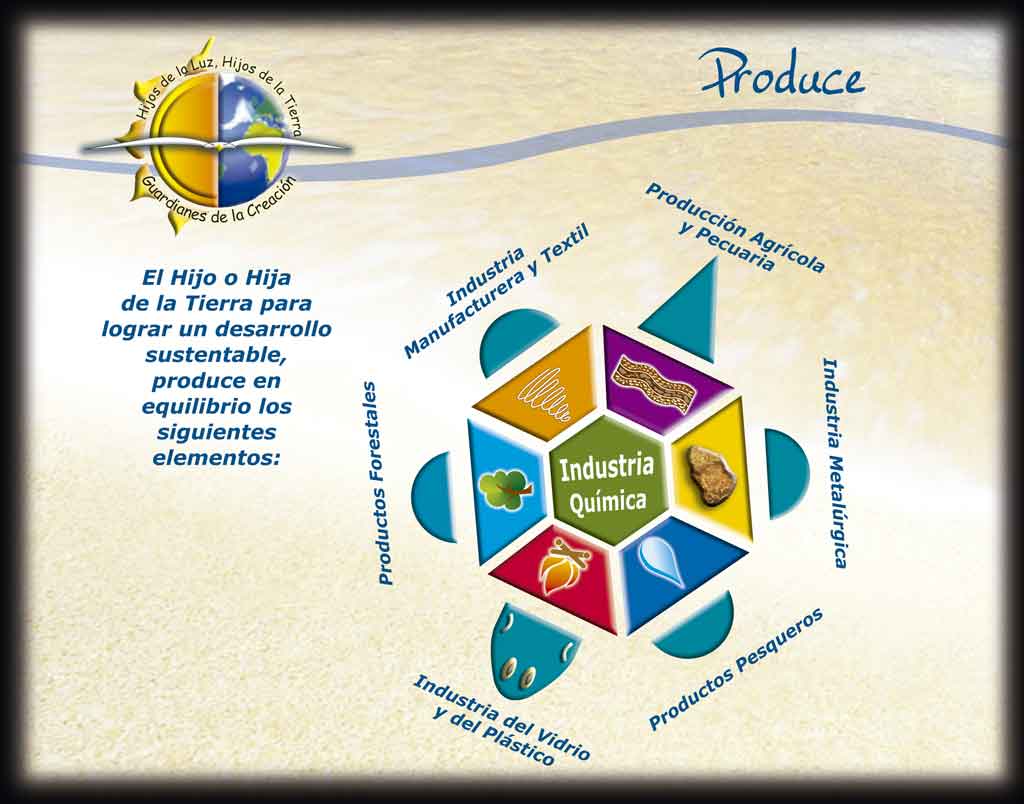 Hijos de la Luz, Hijos de la Tierra
Guardianes de la Creación
Produce
El Hijo o Hija
de la Tierra para
lograr un desarrollo
sustentable,
produce en
equilibrio los
siguientes
elementos:
Producción Agrícola
y Pecuaria
Industria
Manufacturera y Textil
Industria Metalúrgica
Productos Forestales
Industria
Química
Productos Pesqueros
Industria del Vidrio
y del Plástico